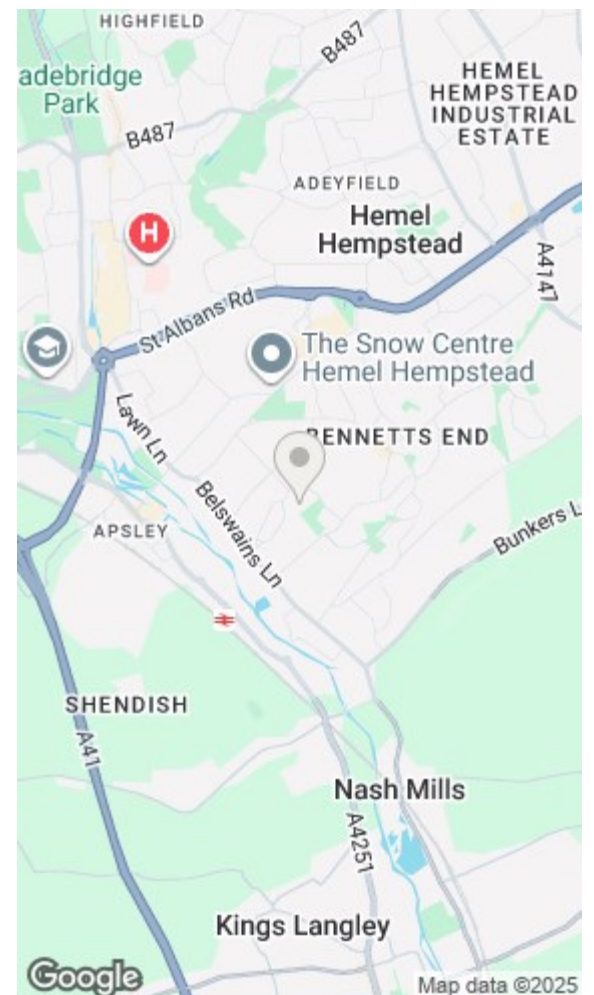 HIGHFIELD
B487
adebridge
Park
HEMEL
HEMPSTEAD
INDUSTRIAL
ESTATE
B487
ADEYFIELD
H
Hemel
Hempstead
A4147
St Albans Rd
The Snow Centre
Hemel Hempstead
Lawn Ln
BENNETTS END
Belswains Ln
Bunkers L
APSLEY
SHENDISH
A41
Nash Mills
A4251
Kings Langley
Google
Map data ©2025